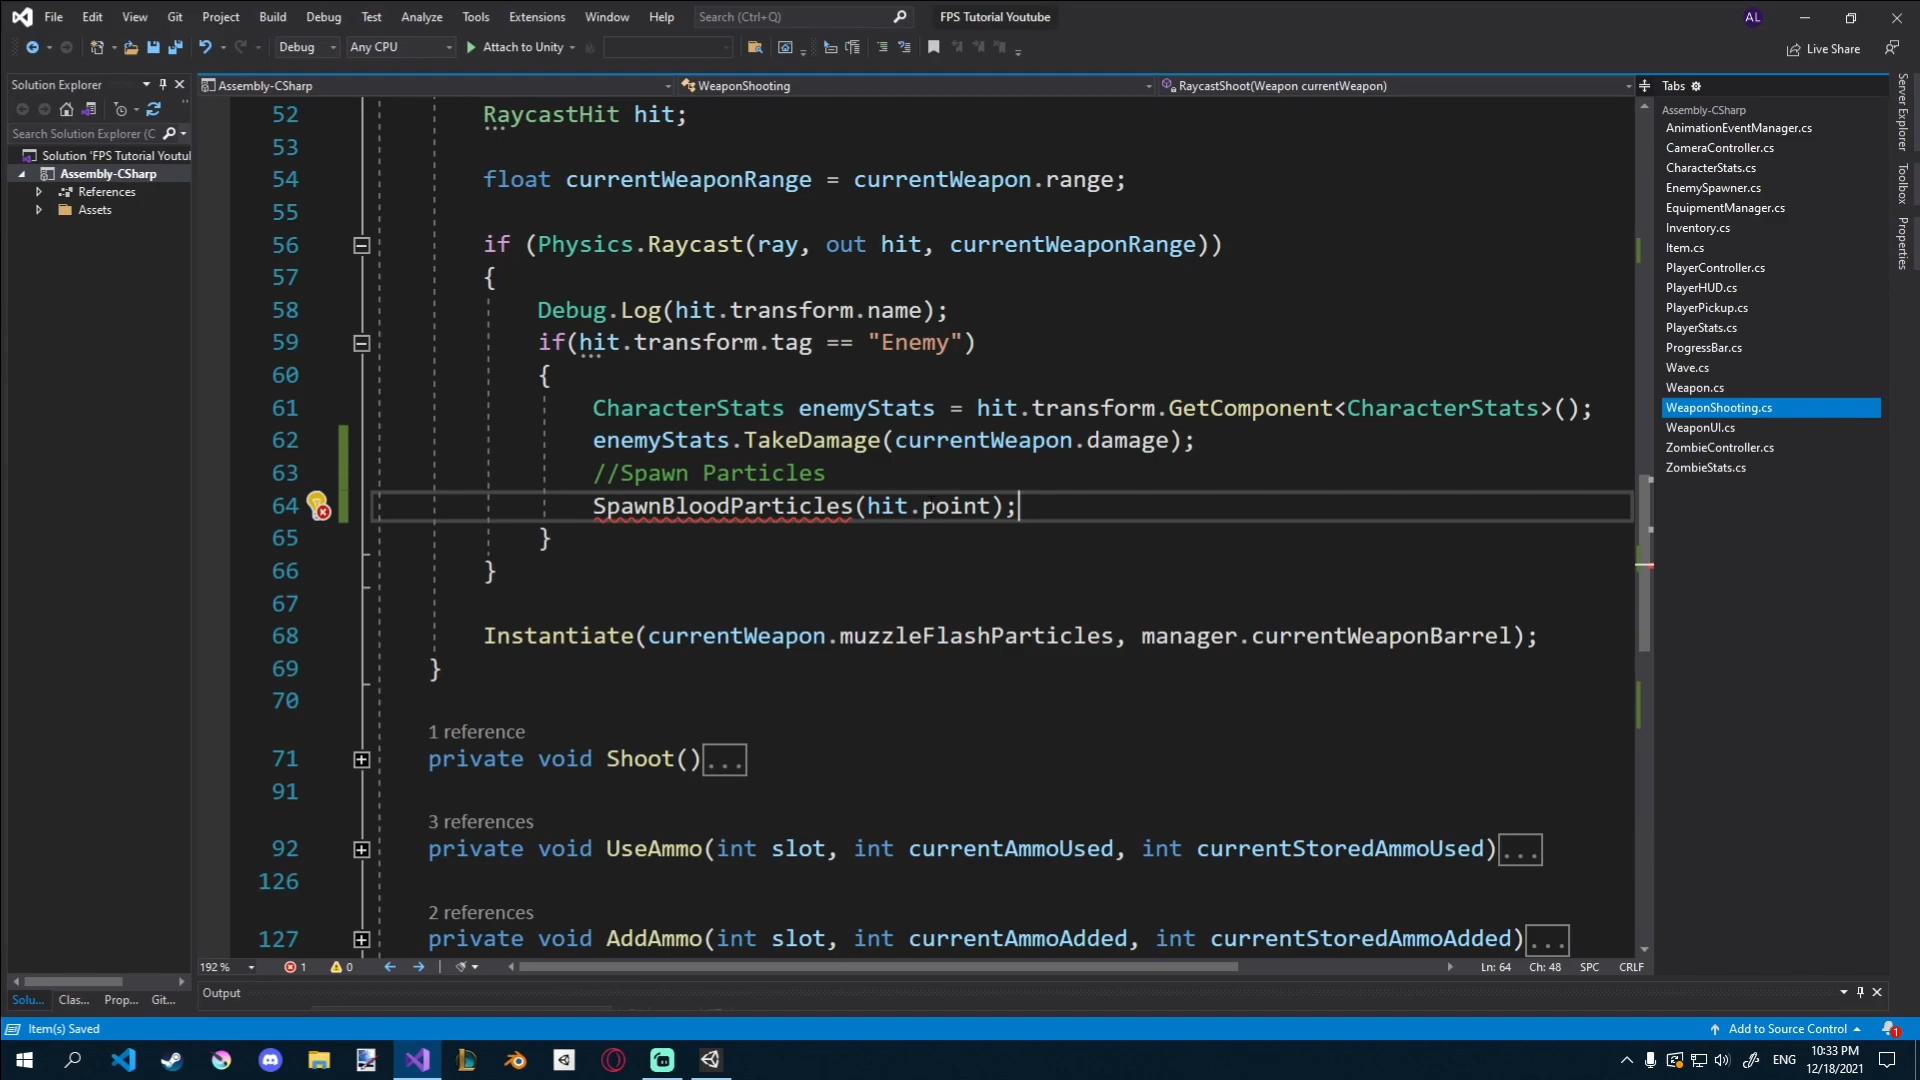 File Edit View Git Project Build Debug Test Analyze Tools Extensions Window Help Search (Ctrl+Q) FPS Tutorial Youtube AL
Debug Any CPU Attach to Unity Live Share
Solution Explorer
Search Solution Explorer (C
Solution 'FPS Tutorial Youtul
Assembly-CSharp
References
Assets
Assembly-CSharp WeaponShooting RaycastShoot(Weapon currentWeapon)
52 RaycastHit hit;
53
54 float currentWeaponRange = currentWeapon.range;
55
56 if (Physics.Raycast(ray, out hit, currentWeaponRange))
57 {
58 Debug.Log(hit.transform.name);
59 if(hit.transform.tag == "Enemy")
60 {
61 CharacterStats enemyStats = hit.transform.GetComponent<CharacterStats>();
62 enemyStats.TakeDamage(currentWeapon.damage);
63 //Spawn Particles
64 SpawnBloodParticles(hit.point);
65 }
66 }
67
68 Instantiate(currentWeapon.muzzleFlashParticles, manager.currentWeaponBarrel);
69 }
70
1 reference
71 private void Shoot()...
91
3 references
92 private void UseAmmo(int slot, int currentAmmoUsed, int currentStoredAmmoUsed)...
126
2 references
127 private void AddAmmo(int slot, int currentAmmoAdded, int currentStoredAmmoAdded)...
Tabs
Assembly-CSharp
AnimationEventManager.cs
CameraController.cs
CharacterStats.cs
EnemySpawner.cs
EquipmentManager.cs
Inventory.cs
Item.cs
PlayerController.cs
PlayerHUD.cs
PlayerPickup.cs
PlayerStats.cs
ProgressBar.cs
Wave.cs
Weapon.cs
WeaponShooting.cs
WeaponUI.cs
ZombieController.cs
ZombieStats.cs
Server Explorer
Toolbox
Properties
192 % 1 0 Ln: 64 Ch: 48 SPC CRLF
Solu... Clas... Prop... Git...
Output
Item(s) Saved Add to Source Control 1
ENG 10:33 PM
12/18/2021